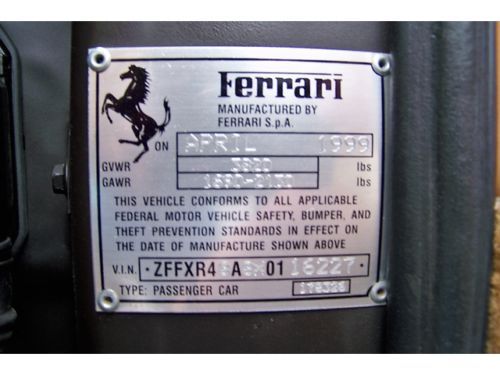 Ferrari
MANUFACTURED BY
FERRARI S.p.A.
ON APRIL 1999
GVWR lbs
GAWR lbs
THIS VEHICLE CONFORMS TO ALL APPLICABLE
FEDERAL MOTOR VEHICLE SAFETY, BUMPER, AND
THEFT PREVENTION STANDARDS IN EFFECT ON
THE DATE OF MANUFACTURE SHOWN ABOVE
V.I.N.
TYPE: PASSENGER CAR